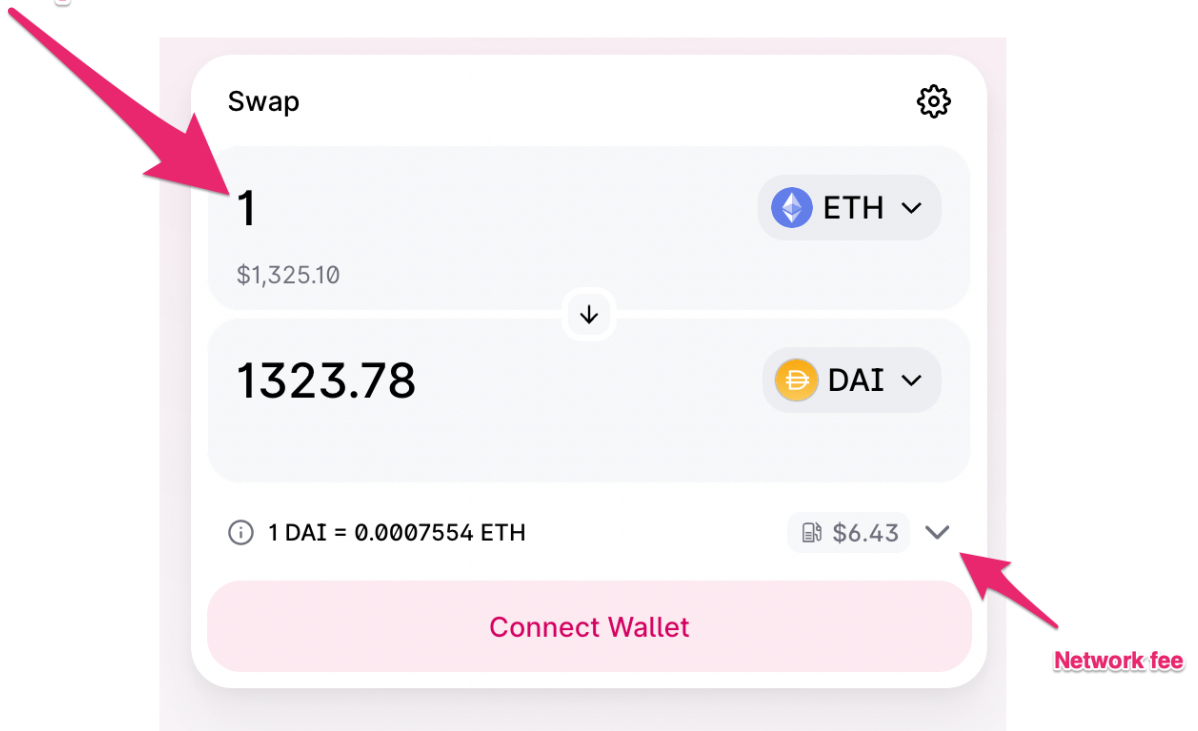 Swap
1
ETH
$1,325.10
1323.78
DAI
1 DAI = 0.0007554 ETH
$6.43
Connect Wallet
Network fee